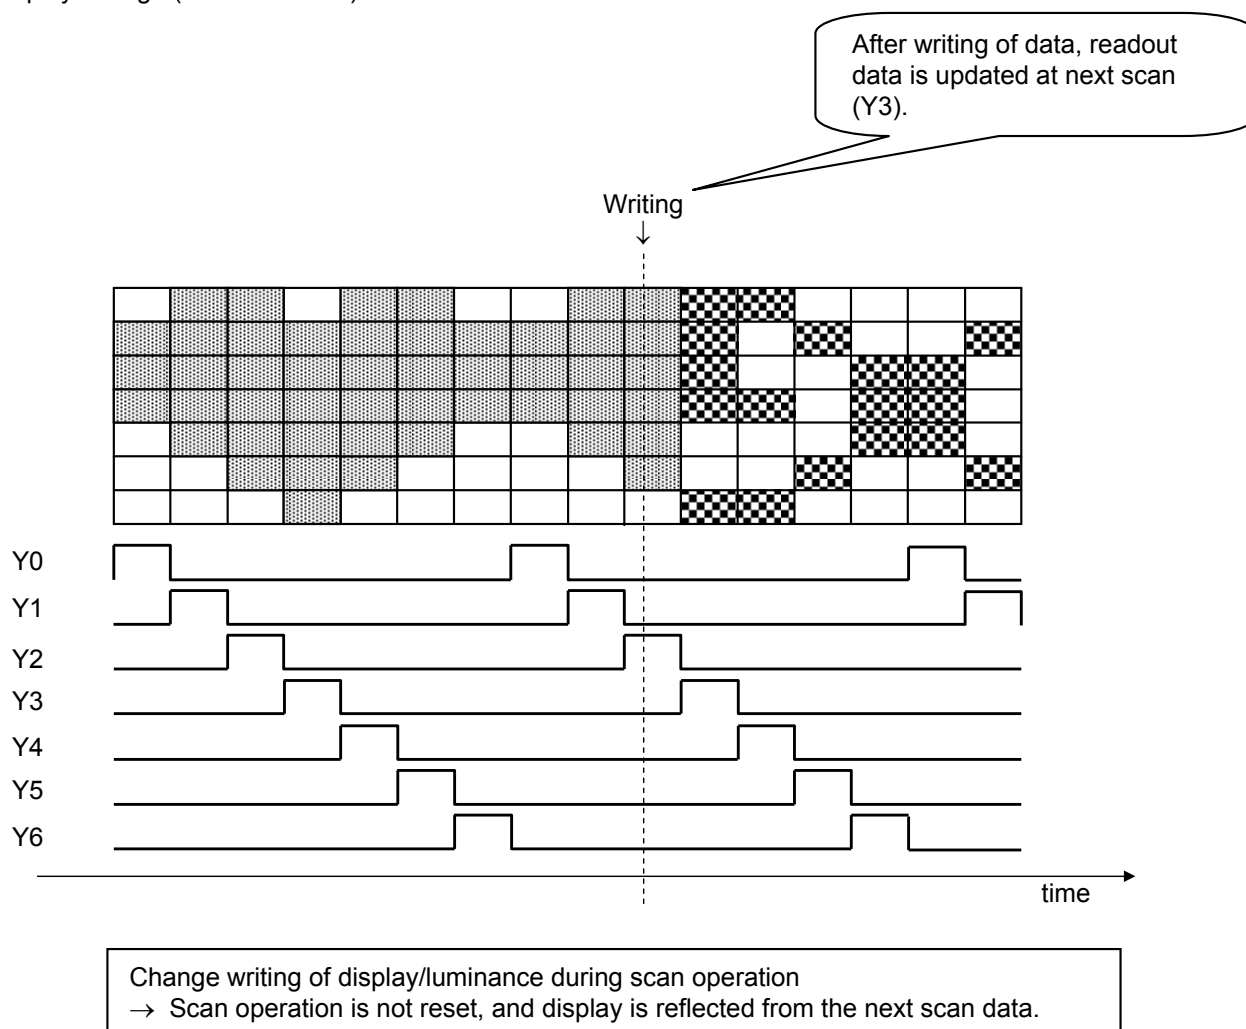 After writing of data, readout
data is updated at next scan
(Y3).
Writing
↓
Y0
Y1
Y2
Y3
Y4
Y5
Y6
time
Change writing of display/luminance during scan operation
→ Scan operation is not reset, and display is reflected from the next scan data.